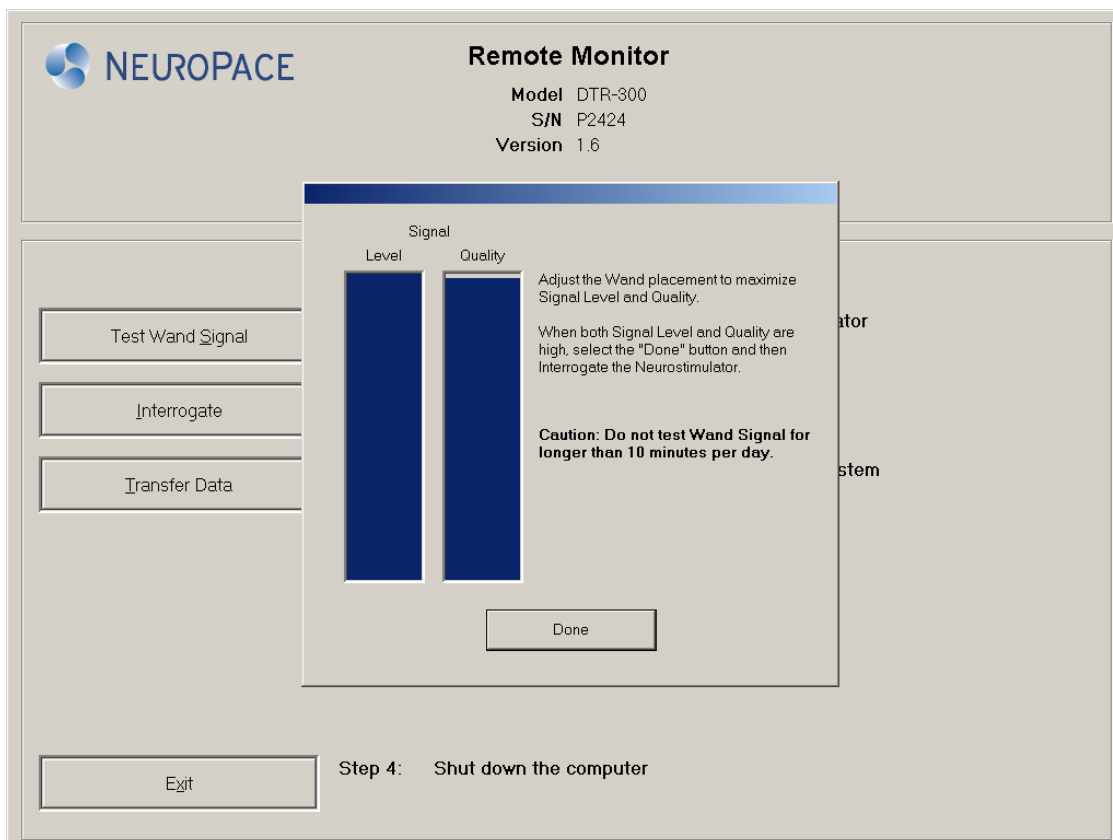 NEUROPACE
Remote Monitor
Model DTR-300
S/N P2424
Version 1.6
Signal
Level Quality
Adjust the Wand placement to maximize
Signal Level and Quality.
When both Signal Level and Quality are
high, select the "Done" button and then
Interrogate the Neurostimulator.
Caution: Do not test Wand Signal for
longer than 10 minutes per day.
Done
Test Wand Signal
Interrogate
Transfer Data
Exit
Step 4: Shut down the computer